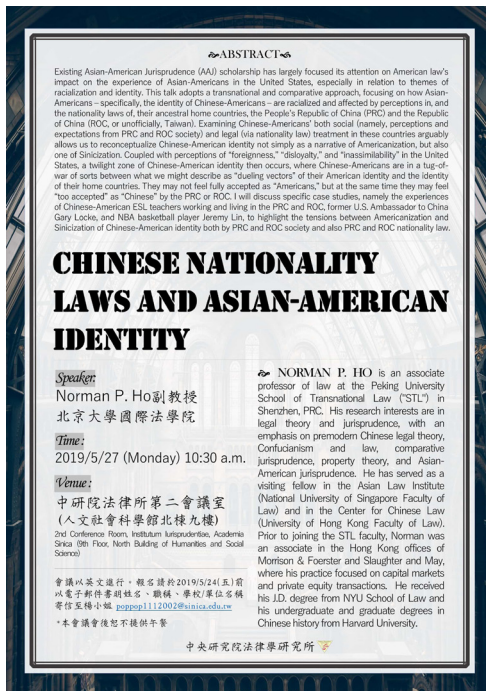 ABSTRACT
Existing Asian-American Jurisprudence (AAJ) scholarship has largely focused its attention on American law's
impact on the experience of Asian-Americans in the United States, especially in relation to themes of
racialization and identity. This talk adopts a transnational and comparative approach, focusing on how Asian-
Americans – specifically, the identity of Chinese-Americans – are racialized and affected by perceptions in, and
the nationality laws of, their ancestral home countries, the People's Republic of China (PRC) and the Republic
of China (ROC, or unofficially, Taiwan). Examining Chinese-Americans' both social (namely, perceptions and
expectations from PRC and ROC society) and legal (via nationality law) treatment in these countries arguably
allows us to reconceptualize Chinese-American identity not simply as a narrative of Americanization, but also
one of Sinicization. Coupled with perceptions of "foreignness," "disloyalty," and "inassimilability" in the United
States, a twilight zone of Chinese-American identity then occurs, where Chinese-Americans are in a tug-of-
war of sorts between what we might describe as "dueling vectors" of their American identity and the identity
of their home countries. They may not feel fully accepted as "Americans," but at the same time they may feel
"too accepted" as "Chinese" by the PRC or ROC. I will discuss specific case studies, namely the experiences
of Chinese-American ESL teachers working and living in the PRC and ROC, former U.S. Ambassador to China
Gary Locke, and NBA basketball player Jeremy Lin, to highlight the tensions between Americanization and
Sinicization of Chinese-American identity both by PRC and ROC society and also PRC and ROC nationality law.
CHINESE NATIONALITY
LAWS AND ASIAN-AMERICAN
IDENTITY
Speaker:
Norman P. Ho副教授
北京大學國際法學院
Time :
2019/5/27 (Monday) 10:30 a.m.
Venue :
中研院法律所第二會議室
(人文社會科學館北棟九樓)
2nd Conference Room, Institutum Iurisprudentiae, Academia
Sinica (9th Floor, North Building of Humanities and Social
Science)
會議以英文進行。報名請於2019/5/24(五)前
以電子郵件書明姓名、職稱、學校/單位名稱
寄信至楊小姐 poppop1112002@sinica.edu.tw
*本會議會後恕不提供午餐
NORMAN P. HO is an associate
professor of law at the Peking University
School of Transnational Law ("STL") in
Shenzhen, PRC. His research interests are in
legal theory and jurisprudence, with an
emphasis on premodern Chinese legal theory,
Confucianism and law, comparative
jurisprudence, property theory, and Asian-
American jurisprudence. He has served as a
visiting fellow in the Asian Law Institute
(National University of Singapore Faculty of
Law) and in the Center for Chinese Law
(University of Hong Kong Faculty of Law).
Prior to joining the STL faculty, Norman was
an associate in the Hong Kong offices of
Morrison & Foerster and Slaughter and May,
where his practice focused on capital markets
and private equity transactions. He received
his J.D. degree from NYU School of Law and
his undergraduate and graduate degrees in
Chinese history from Harvard University.
中央研究院法律學研究所